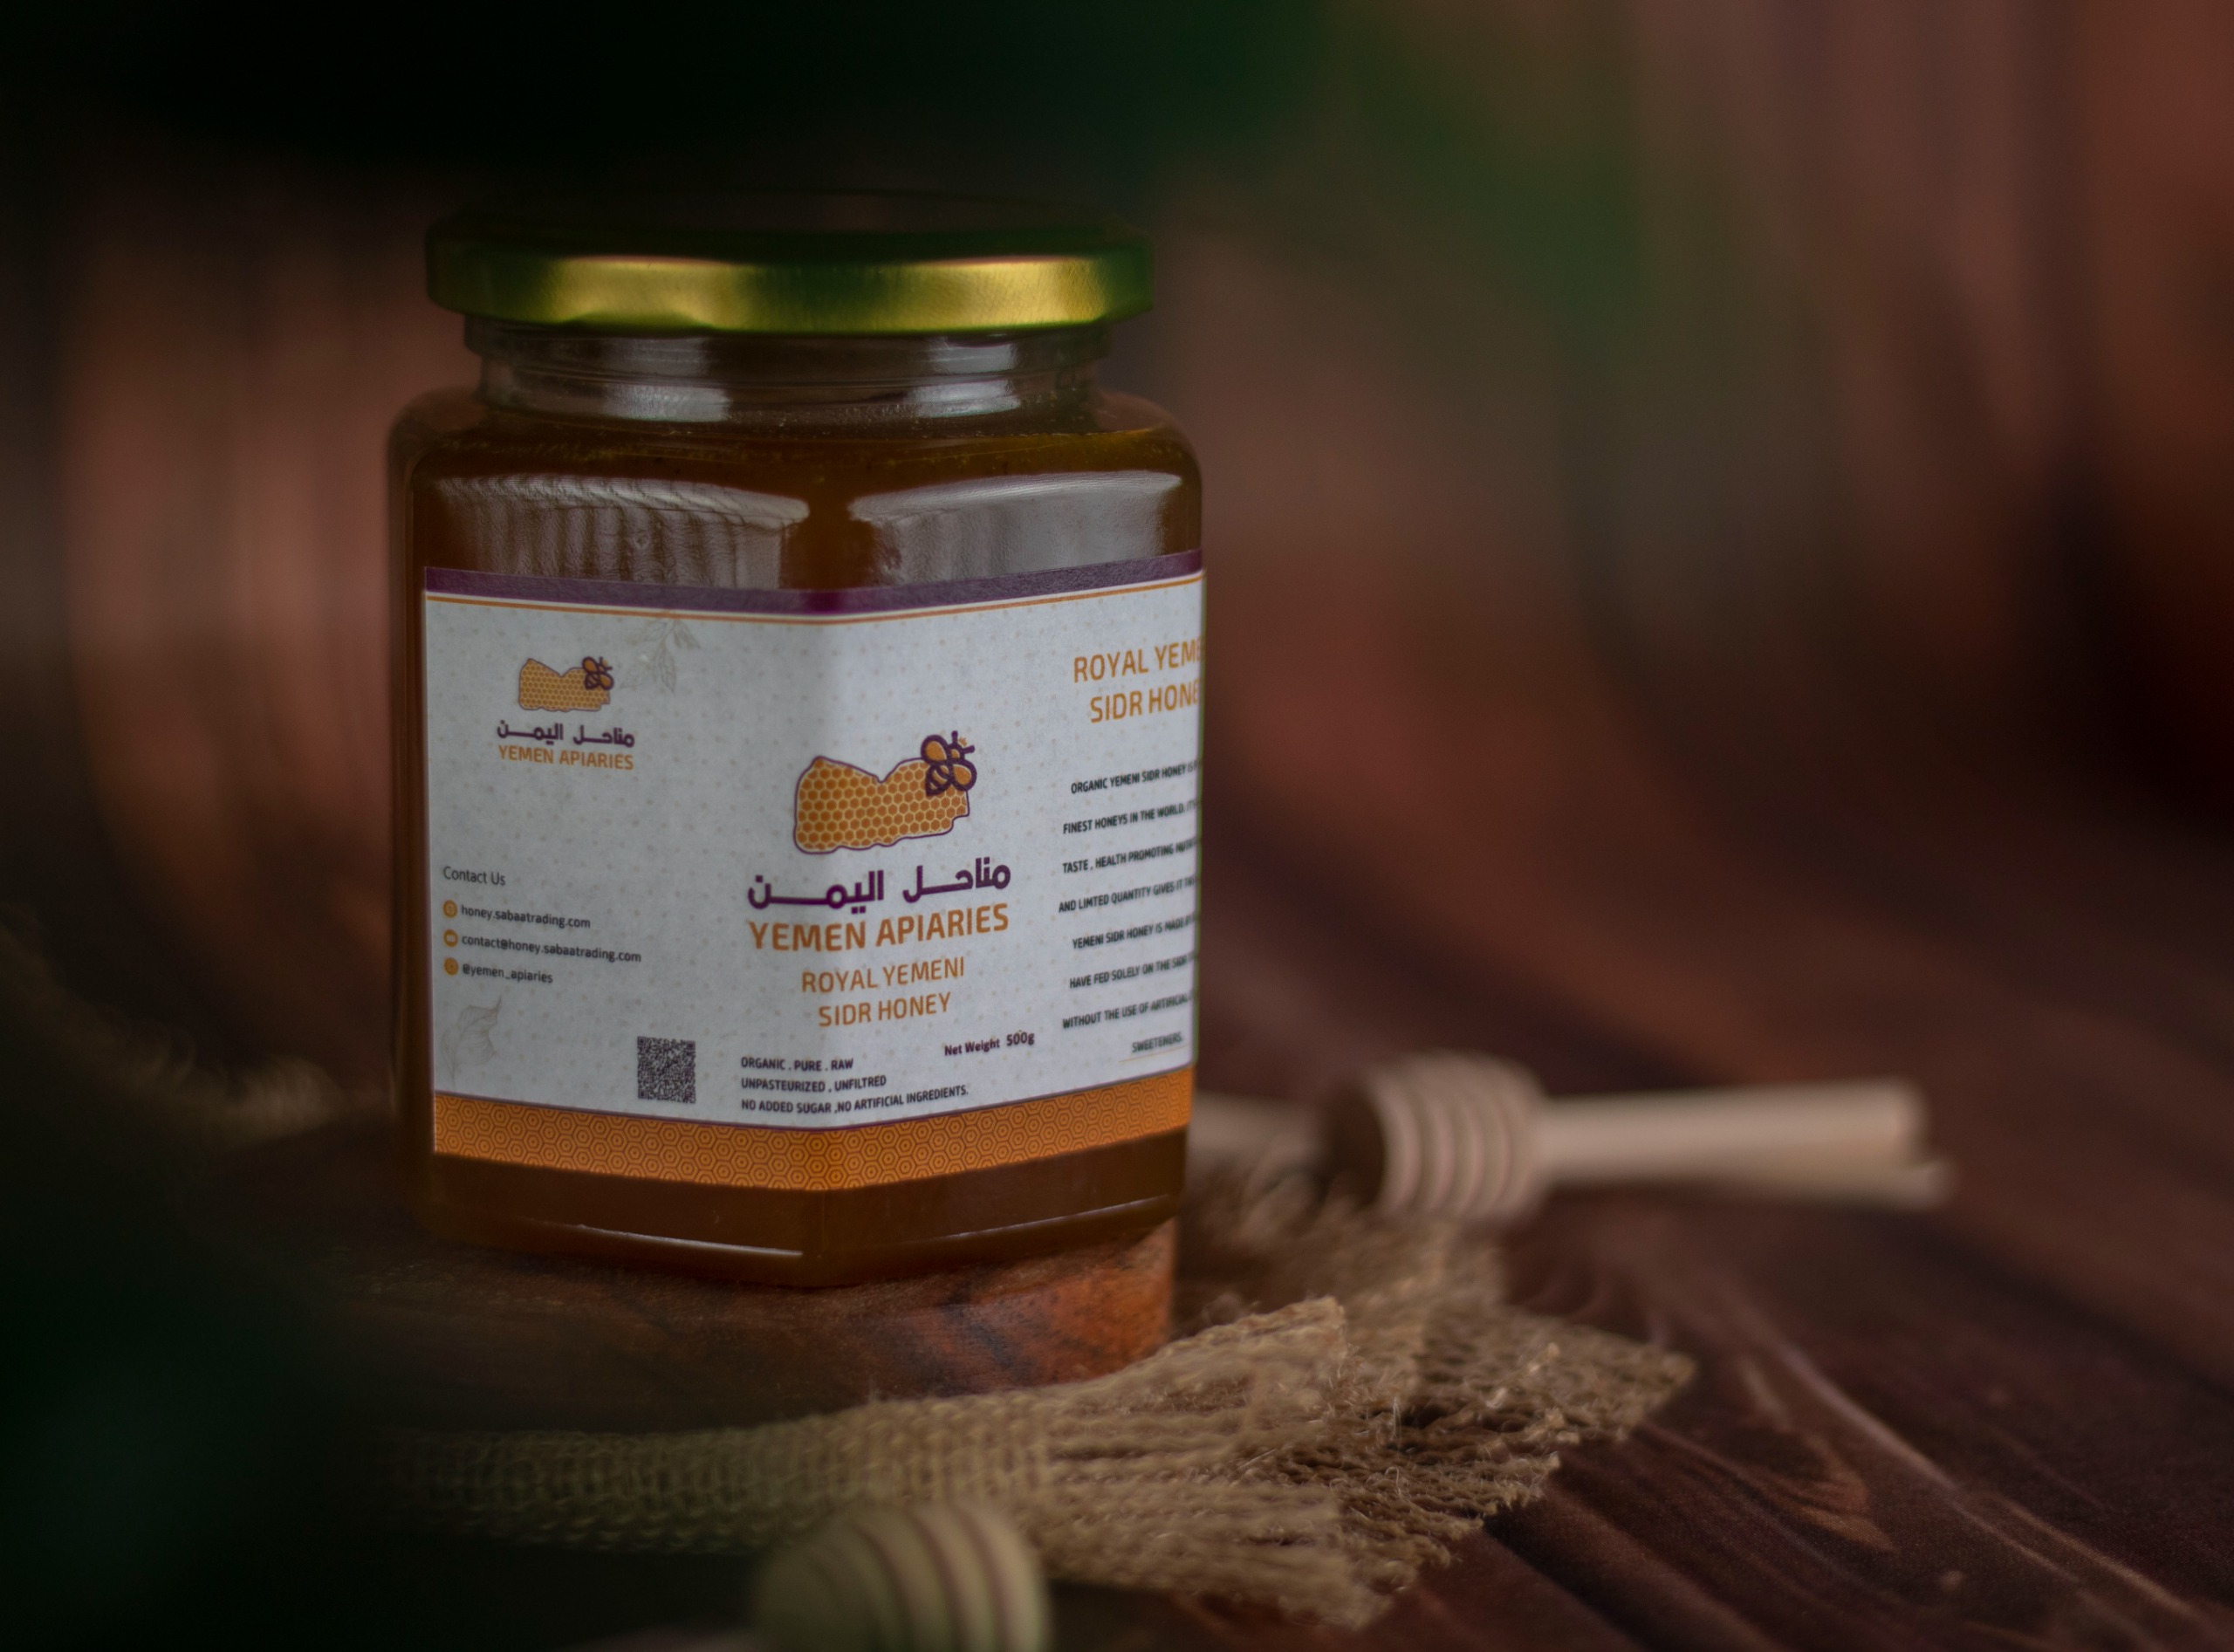 مناحل اليمن
YEMEN APIARIES
Contact Us
honey.sabaatrading.com
contact@honey.sabaatrading.com
@yemen_apiaries
مناحل اليمن
YEMEN APIARIES
ROYAL YEMENI
SIDR HONEY
Net Weight 500g
ORGANIC . PURE . RAW
UNPASTEURIZED , UNFILTRED
NO ADDED SUGAR ,NO ARTIFICIAL INGREDIENTS.
ROYAL YEME
SIDR HONE
ORGANIC YEMENI SIDR HONEY IS
FINEST HONEYS IN THE WORLD.
TASTE , HEALTH PROMOTING
AND LIMTED QUANTITY GIVES IT
YEMENI SIDR HONEY IS MADE
HAVE FED SOLELY ON THE SIDR
WITHOUT THE USE OF ARTIFICIAL
SWEETENERS.